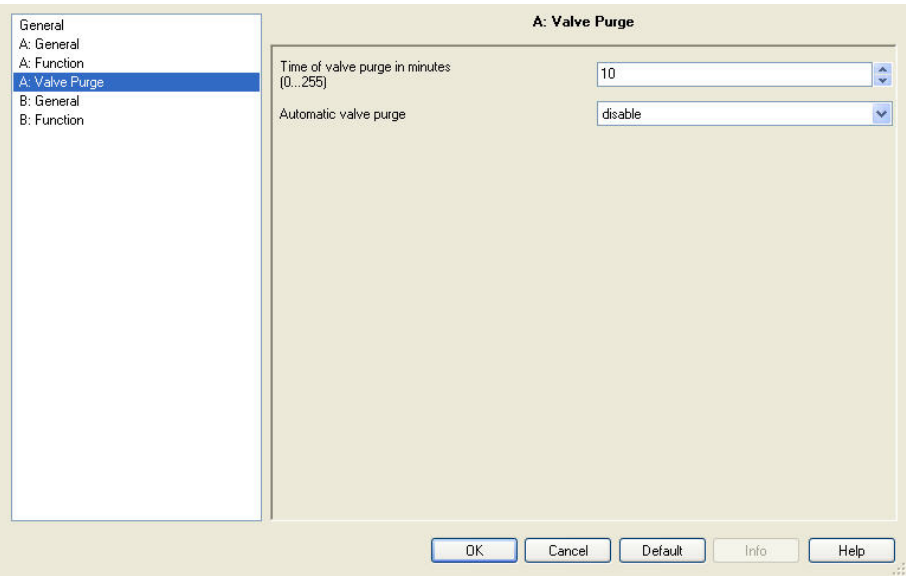 General
A: General
A: Function
A: Valve Purge
B: General
B: Function
A: Valve Purge
Time of valve purge in minutes
(0...255)
10
Automatic valve purge
disable
OK
Cancel
Default
Info
Help